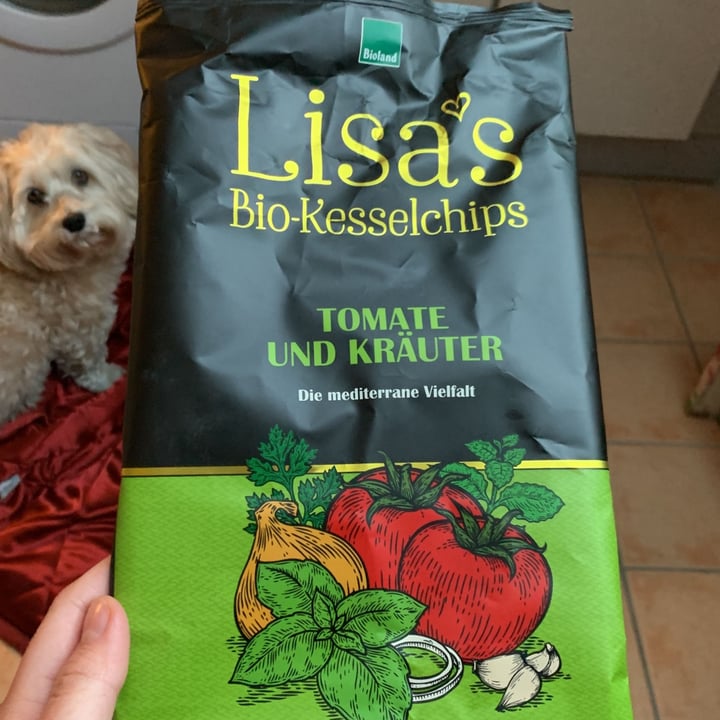 Bioland
Lisa's
Bio-Kesselchips
TOMATE
UND KRÄUTER
Die mediterrane Vielfalt